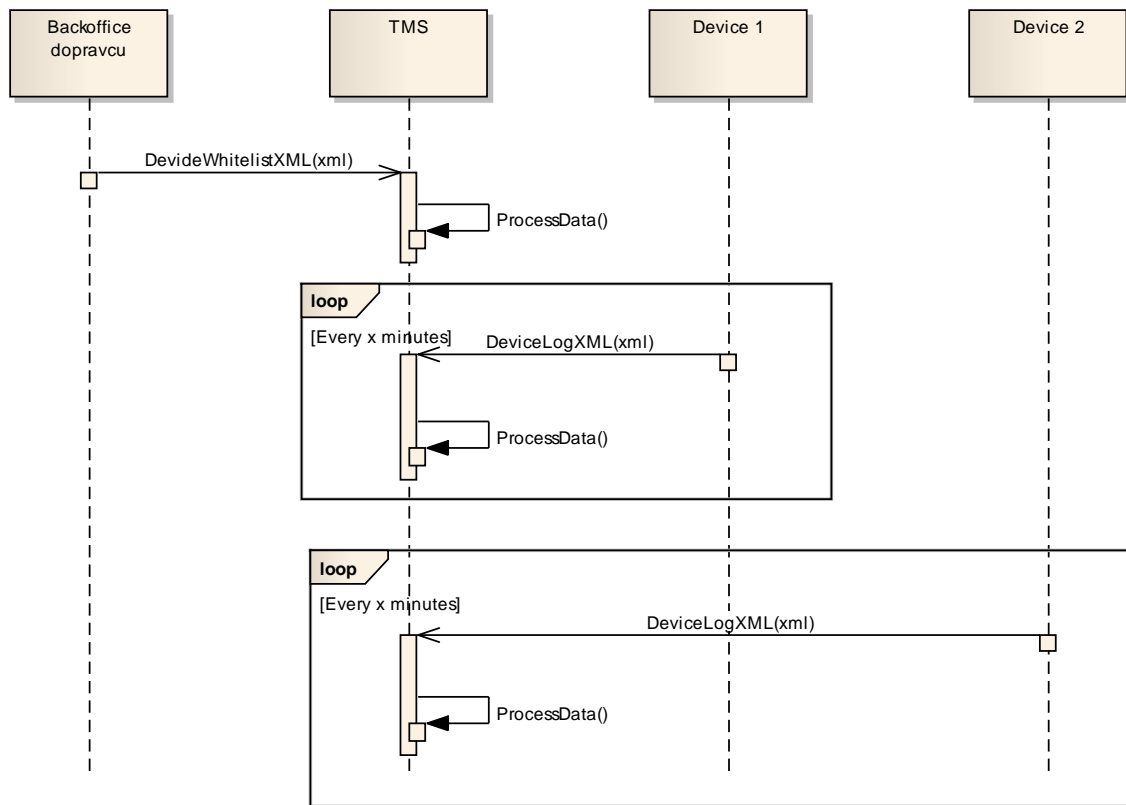 Backoffice
dopravcu
TMS
Device 1
Device 2
DevideWhitelistXML(xml)
ProcessData()
loop
[Every x minutes]
DeviceLogXML(xml)
ProcessData()
loop
[Every x minutes]
DeviceLogXML(xml)
ProcessData()